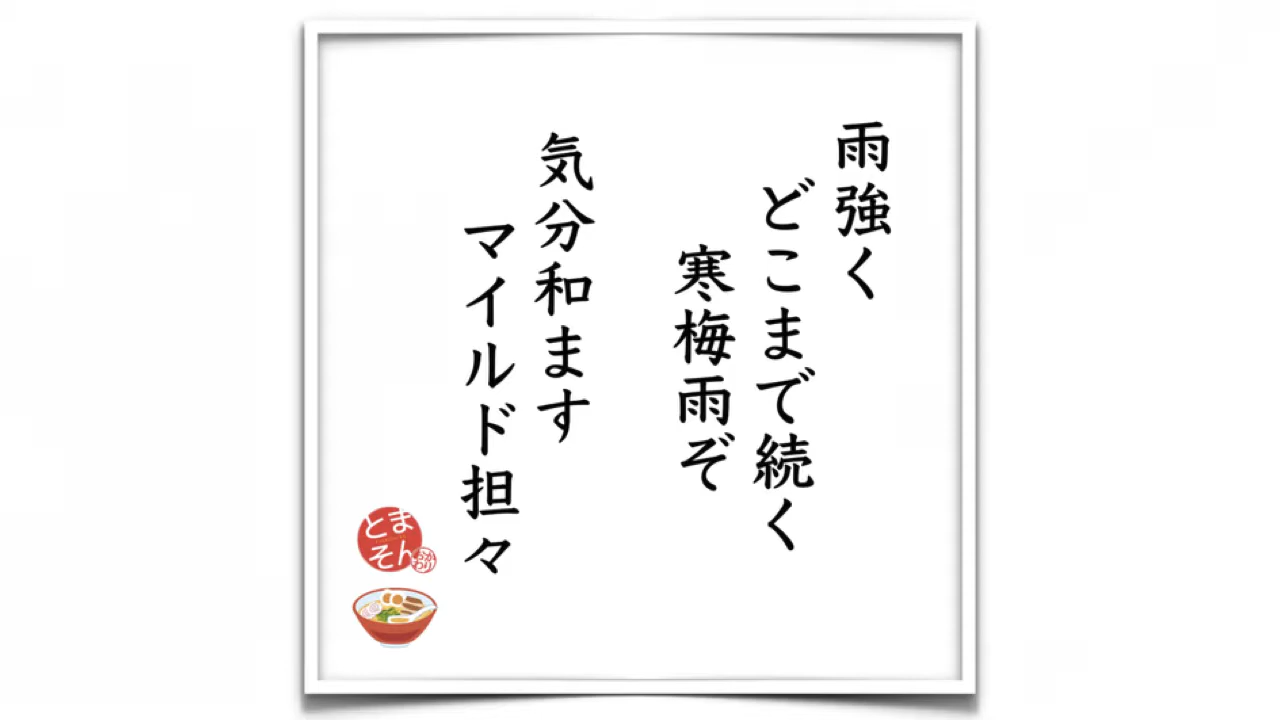 雨強く
どこまで続く
寒梅雨ぞ
気分和ます
マイルド担々
とま
そん